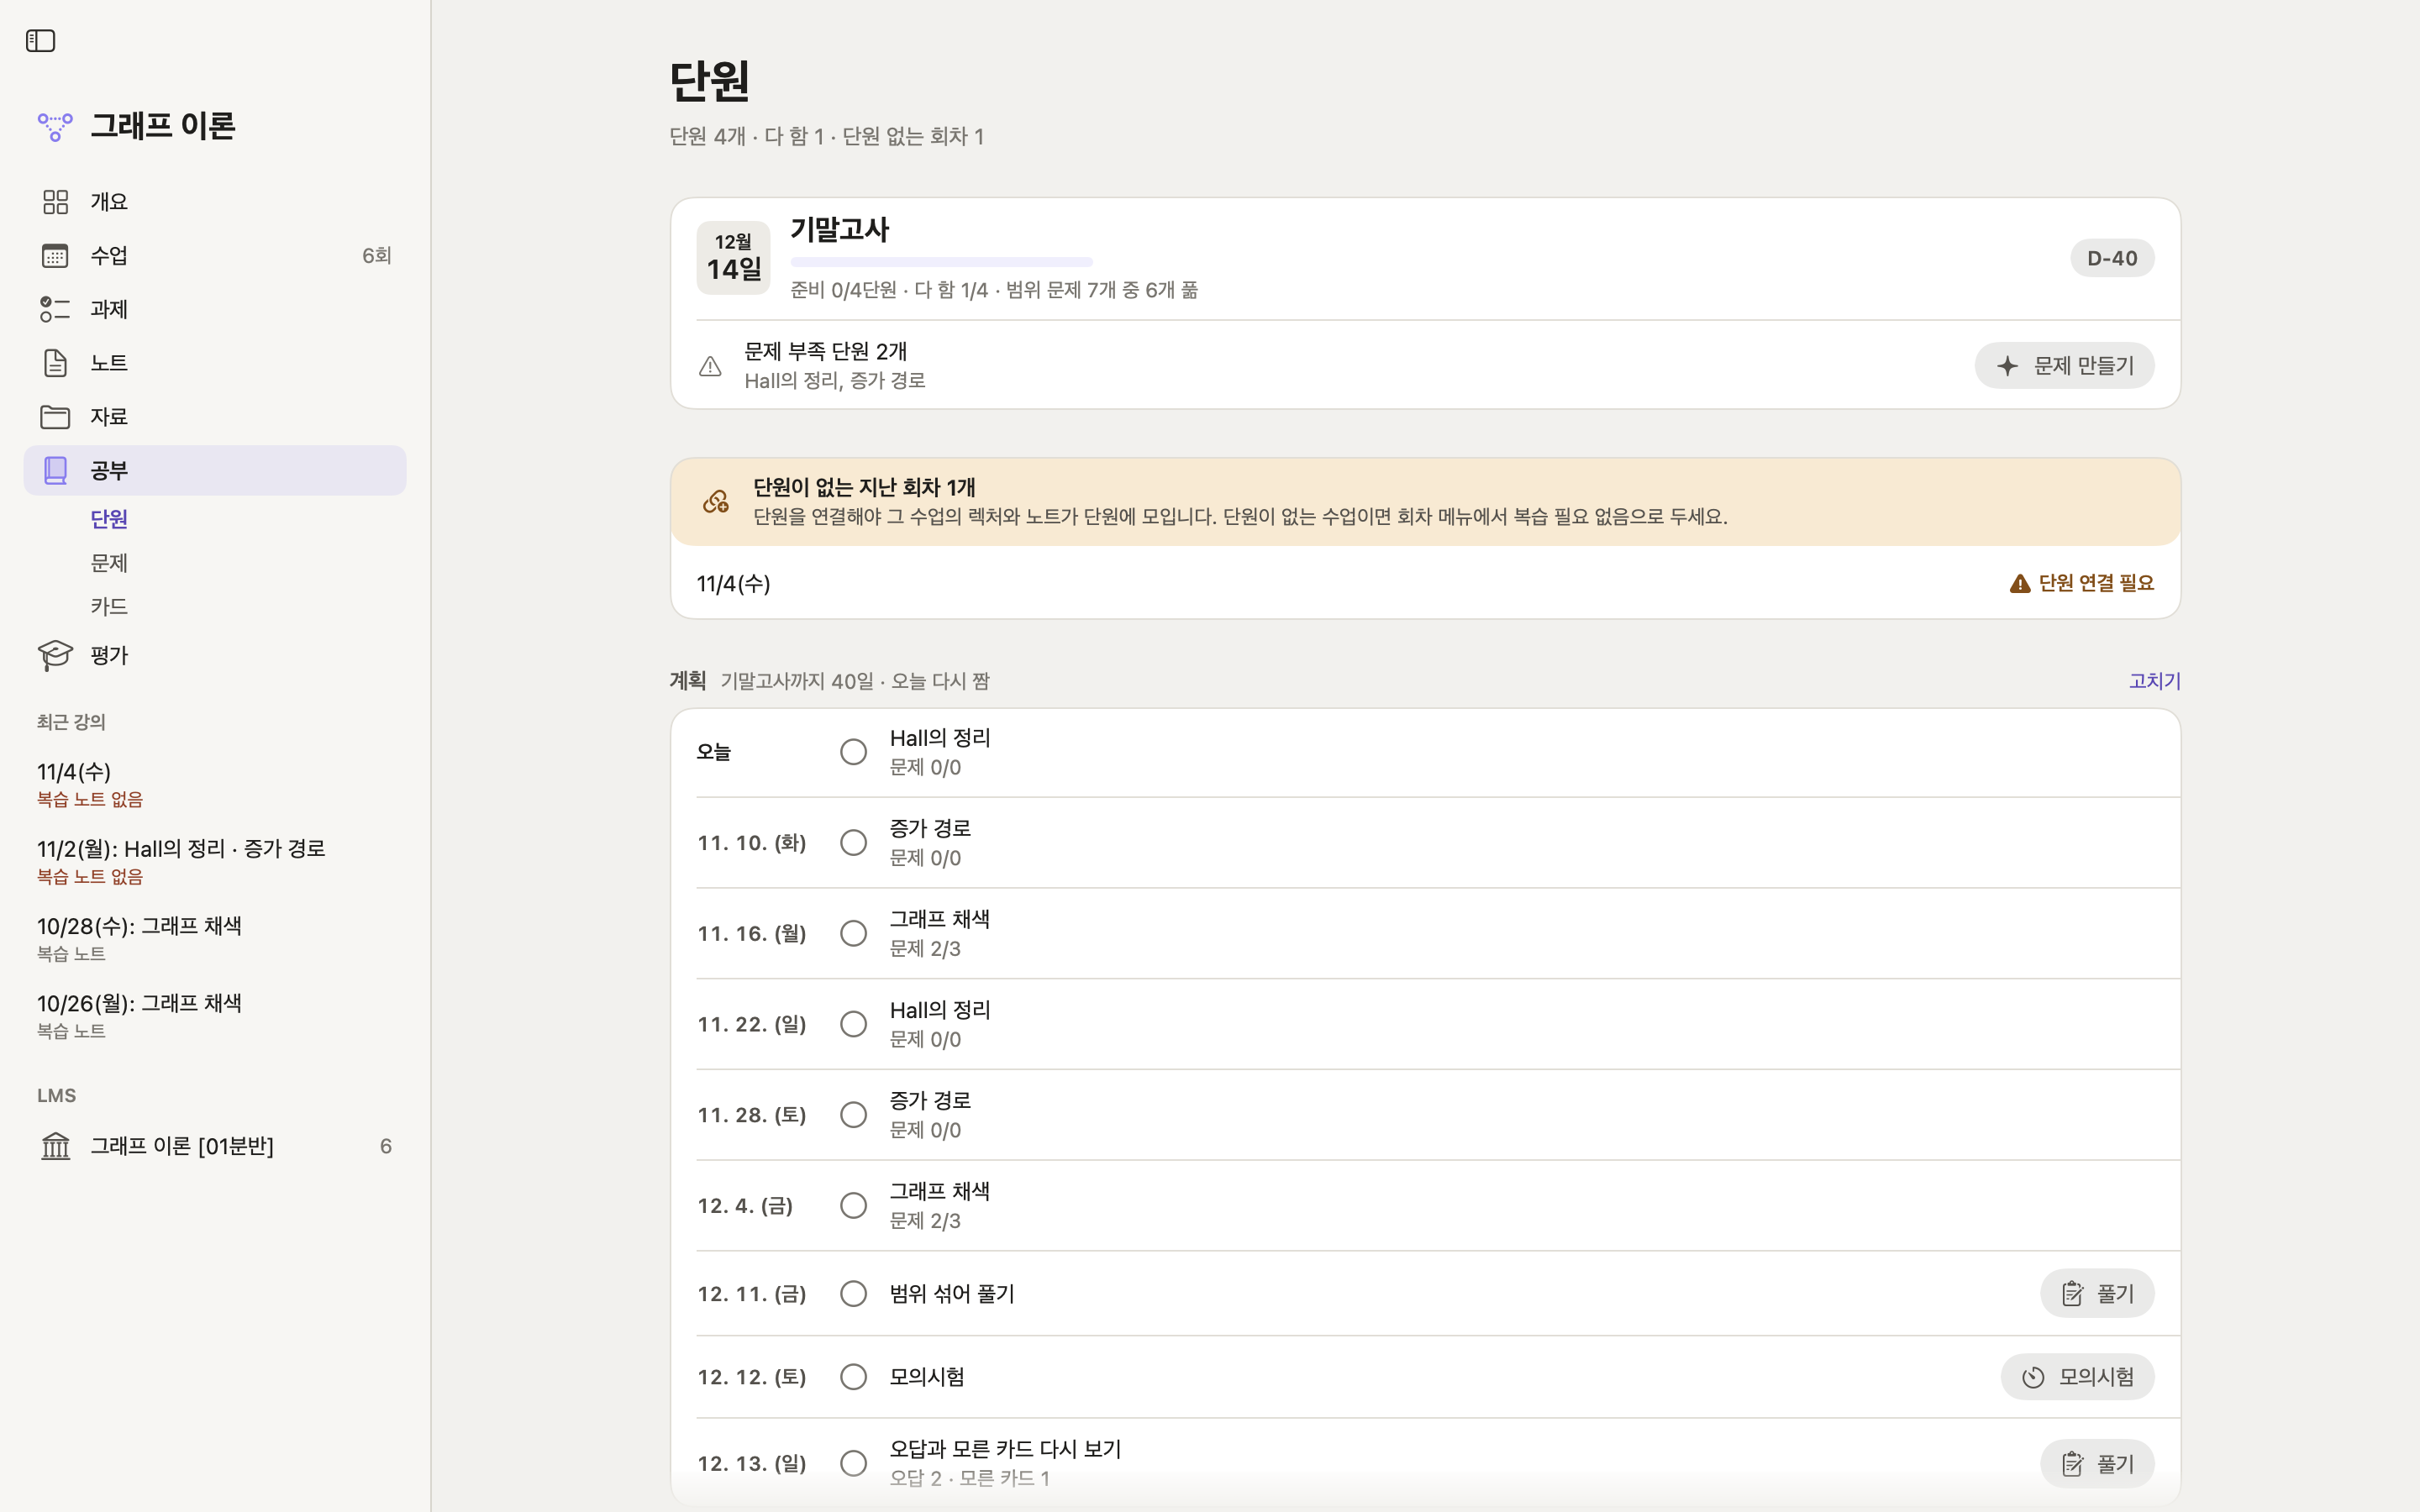 그래프 이론
개요
수업 6회
과제
노트
자료
공부
단원
문제
카드
평가
최근 강의
11/4(수)
복습 노트 없음
11/2(월): Hall의 정리 · 증가 경로
복습 노트 없음
10/28(수): 그래프 채색
복습 노트
10/26(월): 그래프 채색
복습 노트
LMS
그래프 이론 [01분반] 6
단원
단원 4개 · 다 함 1 · 단원 없는 회차 1
12월
14일
기말고사
준비 0/4단원 · 다 함 1/4 · 범위 문제 7개 중 6개 풂
D-40
문제 부족 단원 2개
Hall의 정리, 증가 경로
문제 만들기
단원이 없는 지난 회차 1개
단원을 연결해야 그 수업의 렉처와 노트가 단원에 모입니다. 단원이 없는 수업이면 회차 메뉴에서 복습 필요 없음으로 두세요.
11/4(수) 단원 연결 필요
계획 기말고사까지 40일 · 오늘 다시 짬 고치기
오늘
Hall의 정리
문제 0/0
11. 10. (화)
증가 경로
문제 0/0
11. 16. (월)
그래프 채색
문제 2/3
11. 22. (일)
Hall의 정리
문제 0/0
11. 28. (토)
증가 경로
문제 0/0
12. 4. (금)
그래프 채색
문제 2/3
12. 11. (금) 범위 섞어 풀기 풀기
12. 12. (토) 모의시험 모의시험
12. 13. (일)
오답과 모른 카드 다시 보기
오답 2 · 모른 카드 1
풀기